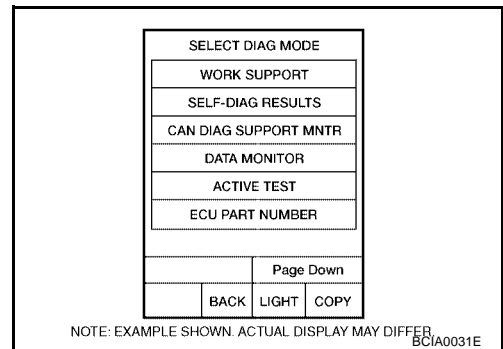 SELECT DIAG MODE
WORK SUPPORT
SELF-DIAG RESULTS
CAN DIAG SUPPORT MNTR
DATA MONITOR
ACTIVE TEST
ECU PART NUMBER
Page Down
BACK LIGHT COPY
NOTE: EXAMPLE SHOWN. ACTUAL DISPLAY MAY DIFFER.
BCIA0031E